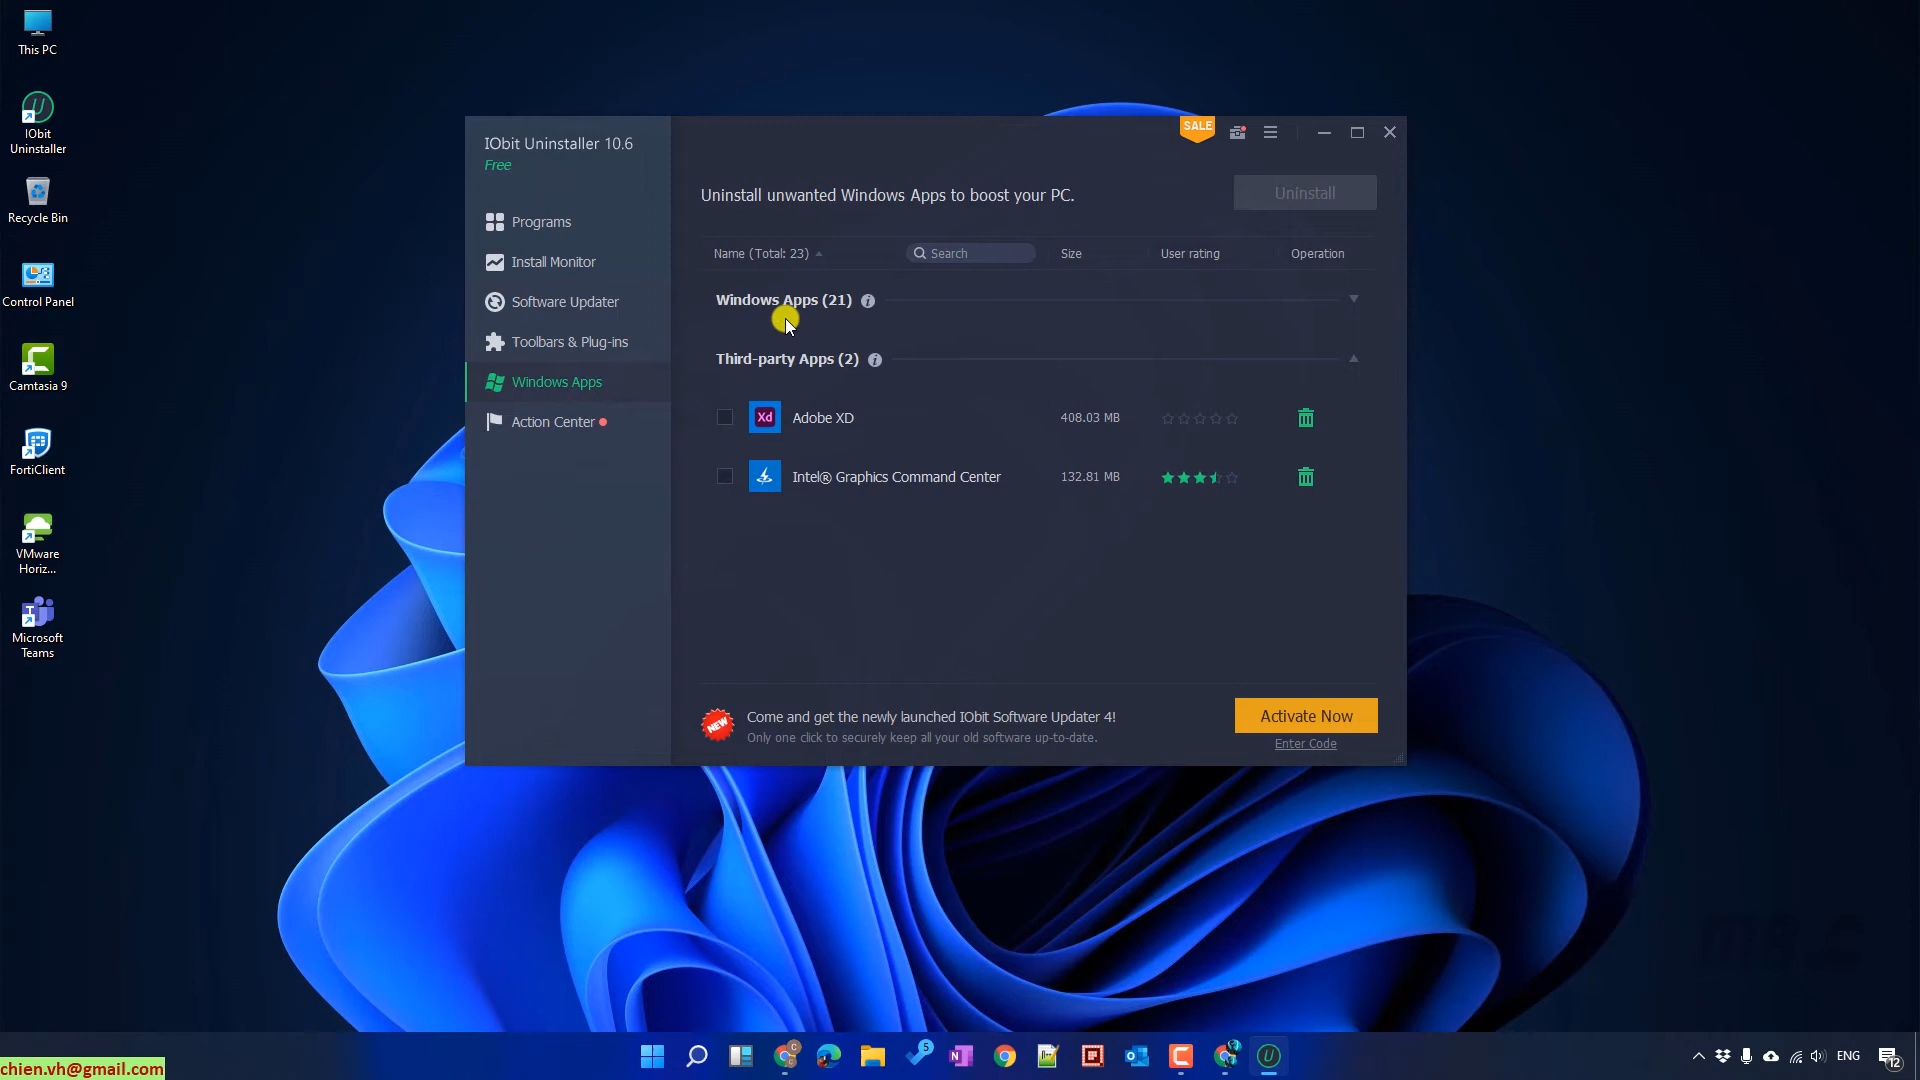 This PC
IObit
Uninstaller
Recycle Bin
Control Panel
Camtasia 9
FortiClient
VMware
Horiz...
Microsoft
Teams
IObit Uninstaller 10.6
Free
Programs
Install Monitor
Software Updater
Toolbars & Plug-ins
Windows Apps
Action Center
SALE
Uninstall unwanted Windows Apps to boost your PC.
Uninstall
Name (Total: 23)
Search
Size
User rating
Operation
Windows Apps (21)
Third-party Apps (2)
Xd
Adobe XD
408.03 MB
Intel® Graphics Command Center
132.81 MB
NEW
Come and get the newly launched IObit Software Updater 4!
Only one click to securely keep all your old software up-to-date.
Activate Now
Enter Code
chien.vh@gmail.com
C
5
ENG
12